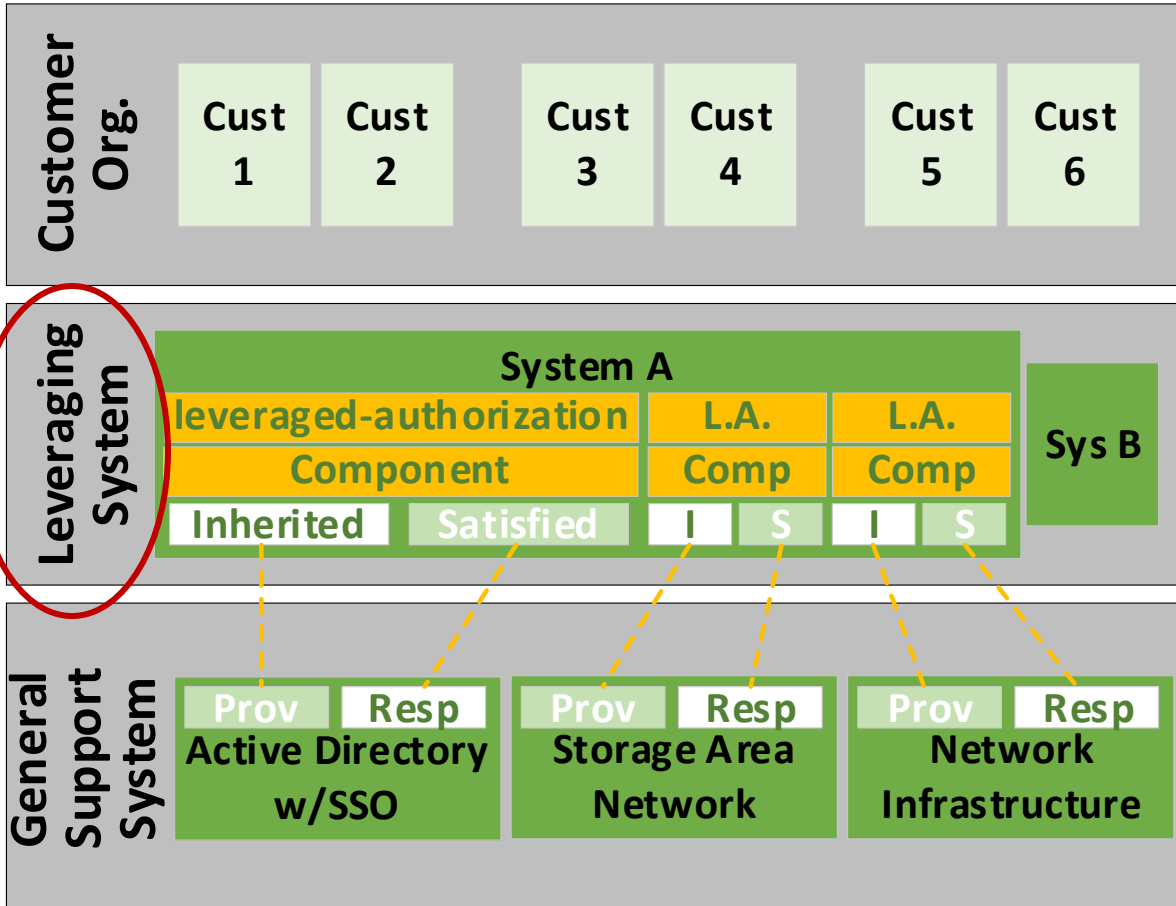 Customer
Org.
Cust
1
Cust
2
Cust
3
Cust
4
Cust
5
Cust
6
Leveraging
System
System A
leveraged-authorization
L.A.
L.A.
Component
Comp
Comp
Inherited
Satisfied
I
S
I
S
Sys B
General
Support
System
Prov
Resp
Active Directory
w/SSO
Prov
Resp
Storage Area
Network
Prov
Resp
Network
Infrastructure